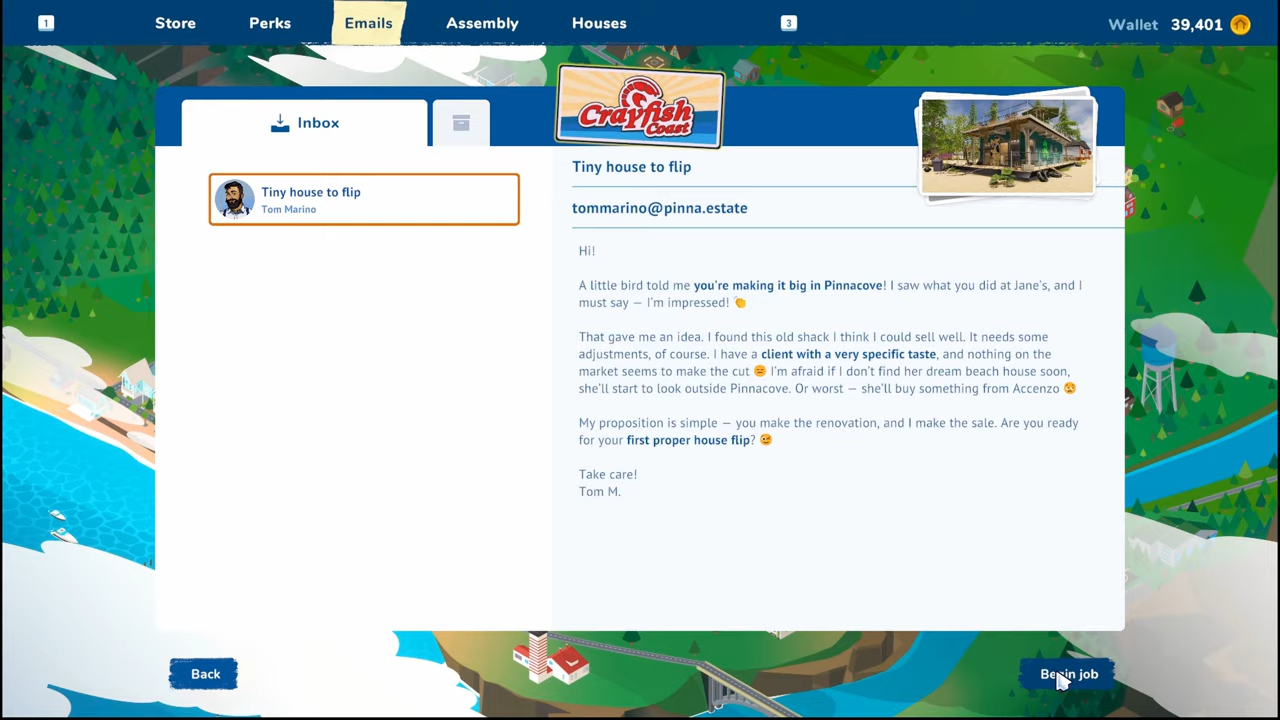 1
Store
Perks
Emails
Assembly
Houses
3
Wallet 39,401
Inbox
Crayfish
Coast
Tiny house to flip
Tom Marino
Tiny house to flip
tommarino@pinna.estate
Hi!
A little bird told me you're making it big in Pinnacove! I saw what you did at Jane's, and I
must say — I'm impressed! 👏
That gave me an idea. I found this old shack I think I could sell well. It needs some
adjustments, of course. I have a client with a very specific taste, and nothing on the
market seems to make the cut 😞 I'm afraid if I don't find her dream beach house soon,
she'll start to look outside Pinnacove. Or worst — she'll buy something from Accenzo 😤
My proposition is simple — you make the renovation, and I make the sale. Are you ready
for your first proper house flip? 😉
Take care!
Tom M.
Back
Begin job